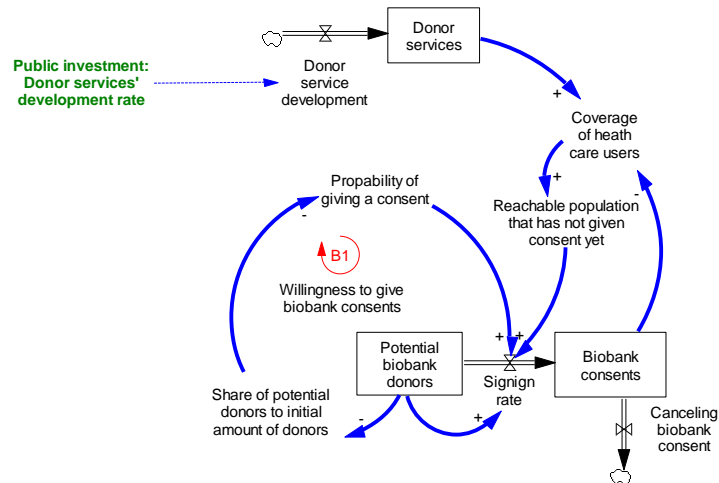 Donor
services
Public investment:
Donor services'
development rate
Donor
service
development
+
Coverage
of heath
care users
+
-
Propability of
giving a consent
-
Reachable population
that has not given
consent yet
B1
Willingness to give
biobank consents
+
+
Potential
biobank
donors
Signign
rate
Biobank
consents
Share of potential
donors to initial
amount of donors
-
+
Canceling
biobank
consent